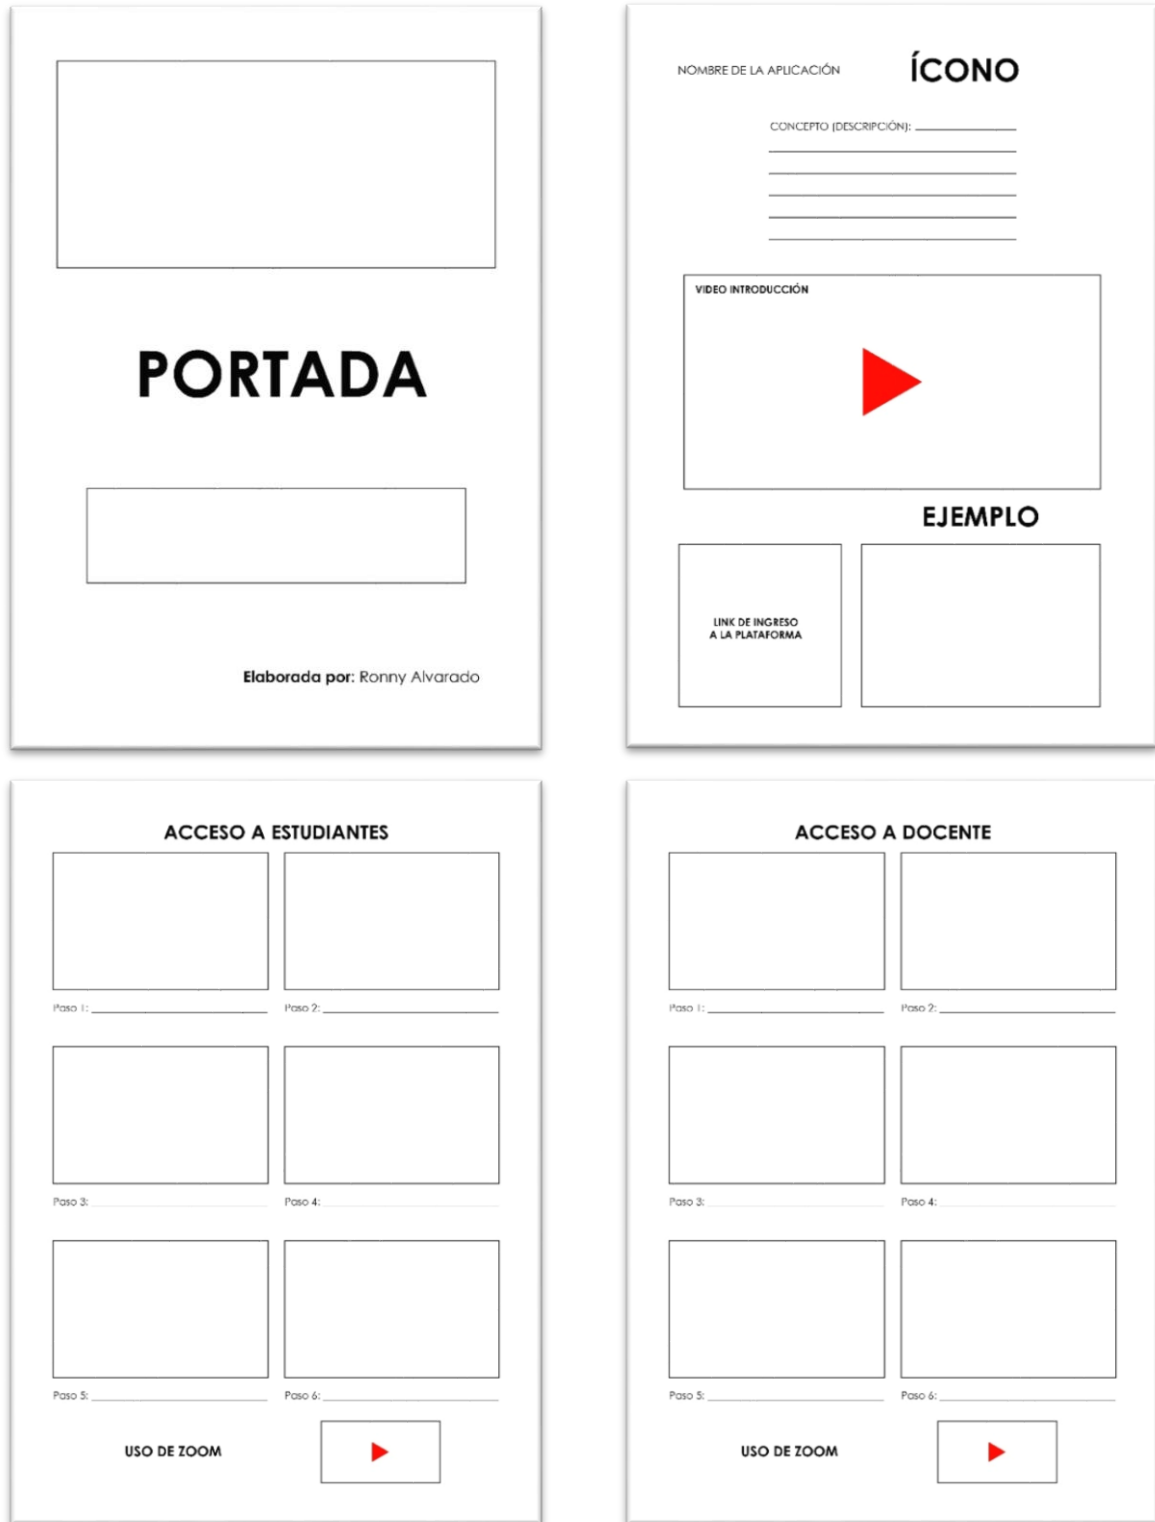 PORTADA
Elaborada por: Ronny Alvarado
NOMBRE DE LA APLICACIÓN
ÍCONO
CONCEPTO (DESCRIPCIÓN):
VIDEO INTRODUCCIÓN
EJEMPLO
LINK DE INGRESO
A LA PLATAFORMA
ACCESO A ESTUDIANTES
Paso 1:
Paso 2:
Paso 3:
Paso 4:
Paso 5:
Paso 6:
USO DE ZOOM
ACCESO A DOCENTE
Paso 1:
Paso 2:
Paso 3:
Paso 4:
Paso 5:
Paso 6:
USO DE ZOOM